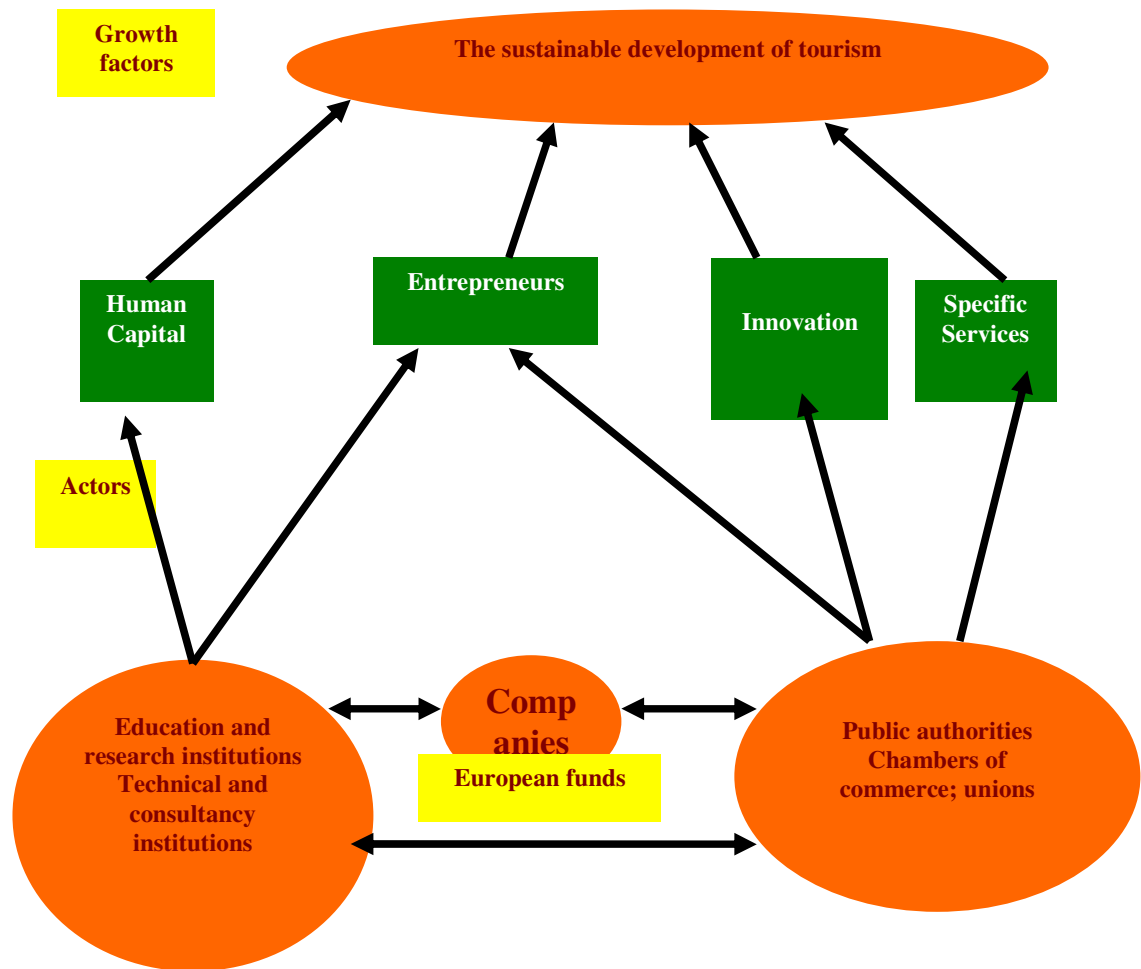 Growth
factors
The sustainable development of tourism
Human
Capital
Entrepreneurs
Innovation
Specific
Services
Actors
Education and
research institutions
Technical and
consultancy
institutions
Comp
anies
European funds
Public authorities
Chambers of
commerce; unions